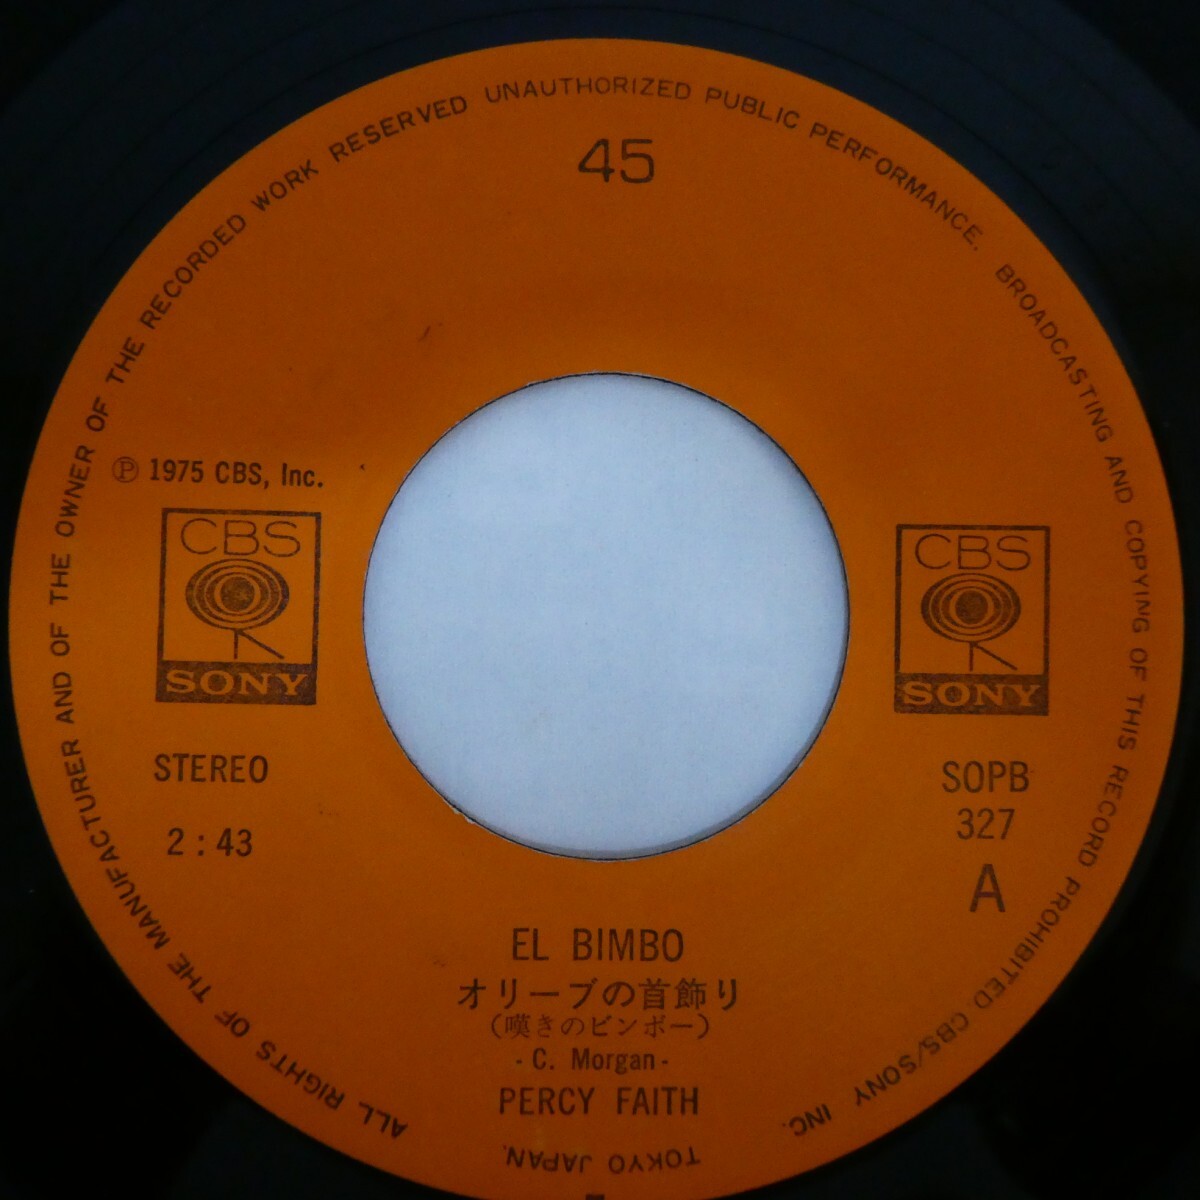 ALL RIGHTS OF THE MANUFACTURER AND OF THE OWNER OF THE RECORDED WORK RESERVED UNAUTHORIZED PUBLIC PERFORMANCE. BROADCASTING AND COPYING OF THIS RECORD PROHIBITED. CBS/SONY INC.
TOKYO JAPAN.
45
Ⓟ 1975 CBS, Inc.
CBS
SONY
CBS
SONY
STEREO
2:43
SOPB
327
A
EL BIMBO
オリーブの首飾り
(嘆きのビンボー)
- C. Morgan -
PERCY FAITH